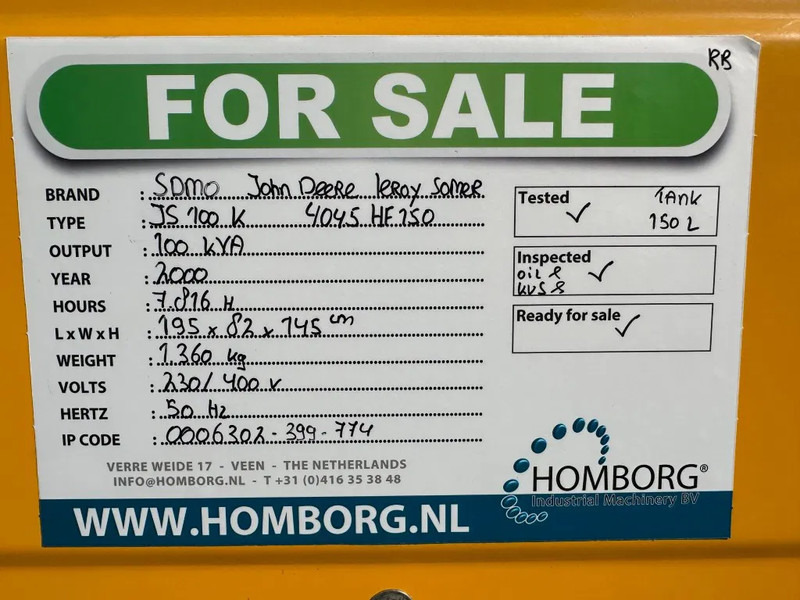 RB
FOR SALE
BRAND : SDMO John Deere leroy Somer
TYPE : JS 100 K 4045 HF 150
OUTPUT : 100 kVA
YEAR : 2000
HOURS : 7.816 H
L x W x H : 195 x 82 x 145 cm
WEIGHT : 1.360 kg
VOLTS : 230/400 V
HERTZ : 50 Hz
IP CODE : 0006302-399-774
Tested ✓ TAnk
150 L
Inspected ✓
oil &
Ready for sale ✓
VERRE WEIDE 17 - VEEN - THE NETHERLANDS
INFO@HOMBORG.NL - T +31 (0)416 35 38 48
HOMBORG®
Industrial Machinery BV
WWW.HOMBORG.NL